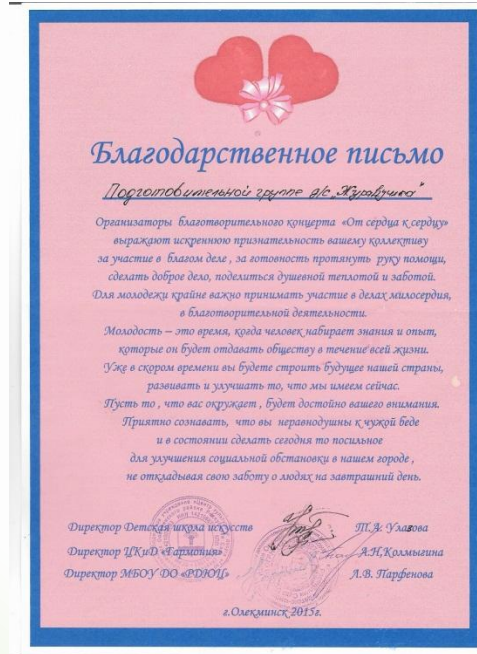 Благодарственное письмо
Подготовительной группе д/с „Журавушка"
Организаторы благотворительного концерта «От сердца к сердцу»
выражают искреннюю признательность вашему коллективу
за участие в благом деле , за готовность протянуть руку помощи,
сделать доброе дело, поделиться душевной теплотой и заботой.
Для молодежи крайне важно принимать участие в делах милосердия,
в благотворительной деятельности.
Молодость – это время, когда человек набирает знания и опыт,
которые он будет отдавать обществу в течение всей жизни.
Уже в скором времени вы будете строить будущее нашей страны,
развивать и улучшать то, что мы имеем сейчас.
Пусть то , что вас окружает , будет достойно вашего внимания.
Приятно сознавать, что вы неравнодушны к чужой беде
и в состоянии сделать сегодня то посильное
для улучшения социальной обстановки в нашем городе ,
не откладывая свою заботу о людях на завтрашний день.
Директор Детская школа искусств Т.А.
Директор ЦКиД «Гармония» А.Н.Колмыгина
Директор МБОУ ДО «РДЮЦ» Л.В. Парфенова
г.Олекминск 2015г.